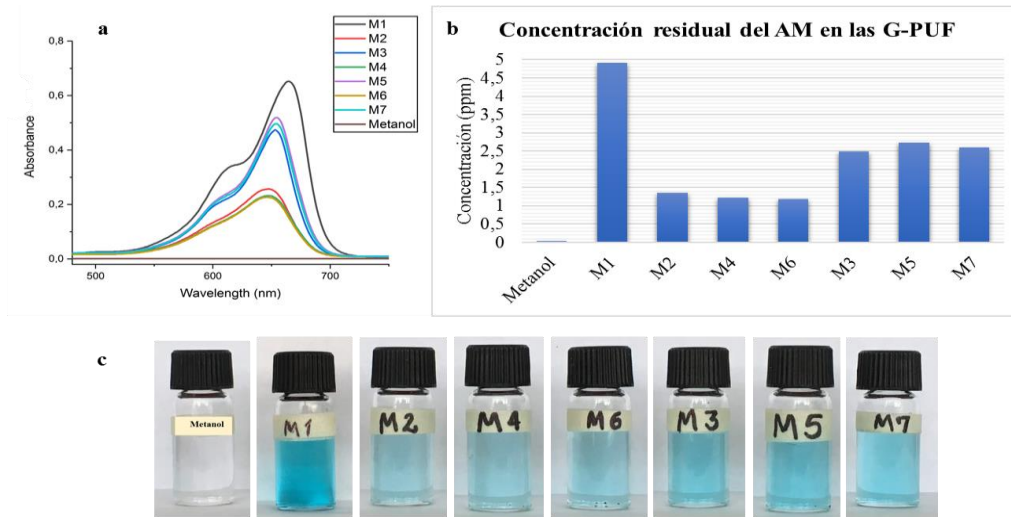 a
M1
M2
M3
M4
M5
M6
M7
Metanol
0,8
0,6
0,4
0,2
0,0
Absorbance
500
600
700
Wavelength (nm)
b
Concentración residual del AM en las G-PUF
5
4,5
4
3,5
3
2,5
2
1,5
1
0,5
0
Concentración (ppm)
Metanol
M1
M2
M4
M6
M3
M5
M7
c
Metanol
M1
M2
M4
M6
M3
M5
M7